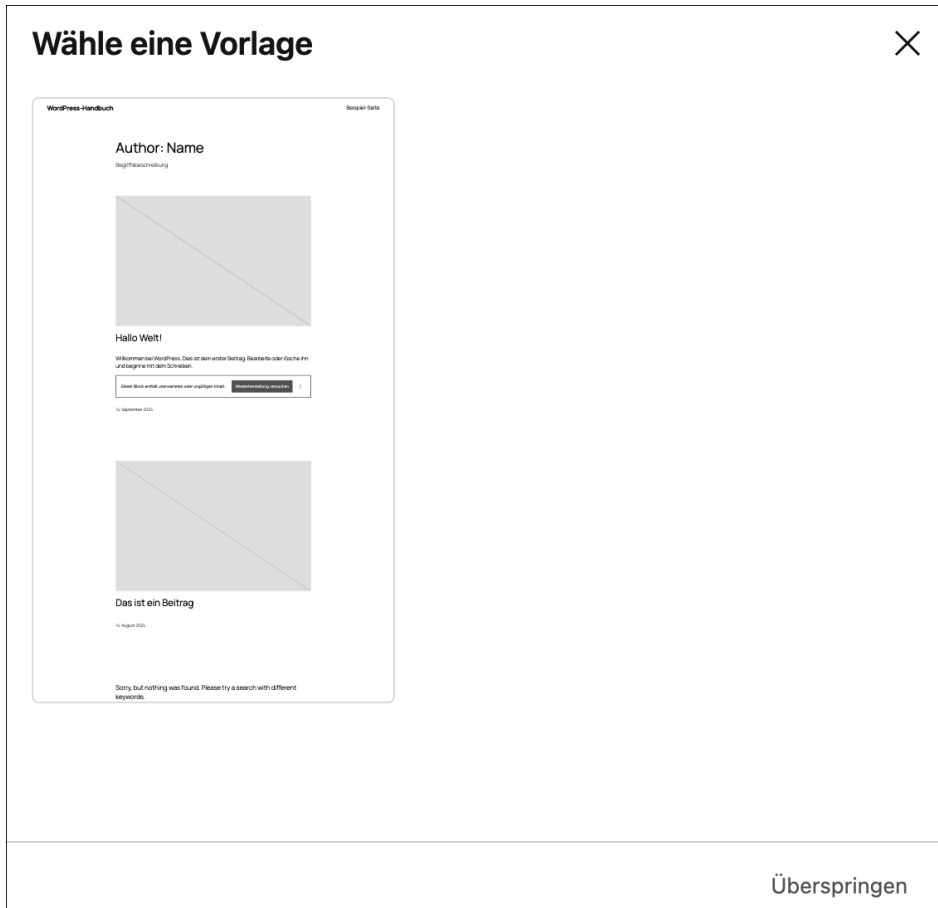 Wähle eine Vorlage
WordPress-Handbuch
Beispiel-Seite
Author: Name
Begriffsbeschreibung
Hallo Welt!
Willkommen bei WordPress. Dies ist dein erster Beitrag. Bearbeite oder lösche ihn
und beginne mit dem Schreiben.
Dieser Block enthält unerwarteten oder ungültigen Inhalt.
Wiederherstellung versuchen
14. September 2024
Das ist ein Beitrag
14. August 2024
Sorry, but nothing was found. Please try a search with different
keywords.
Überspringen